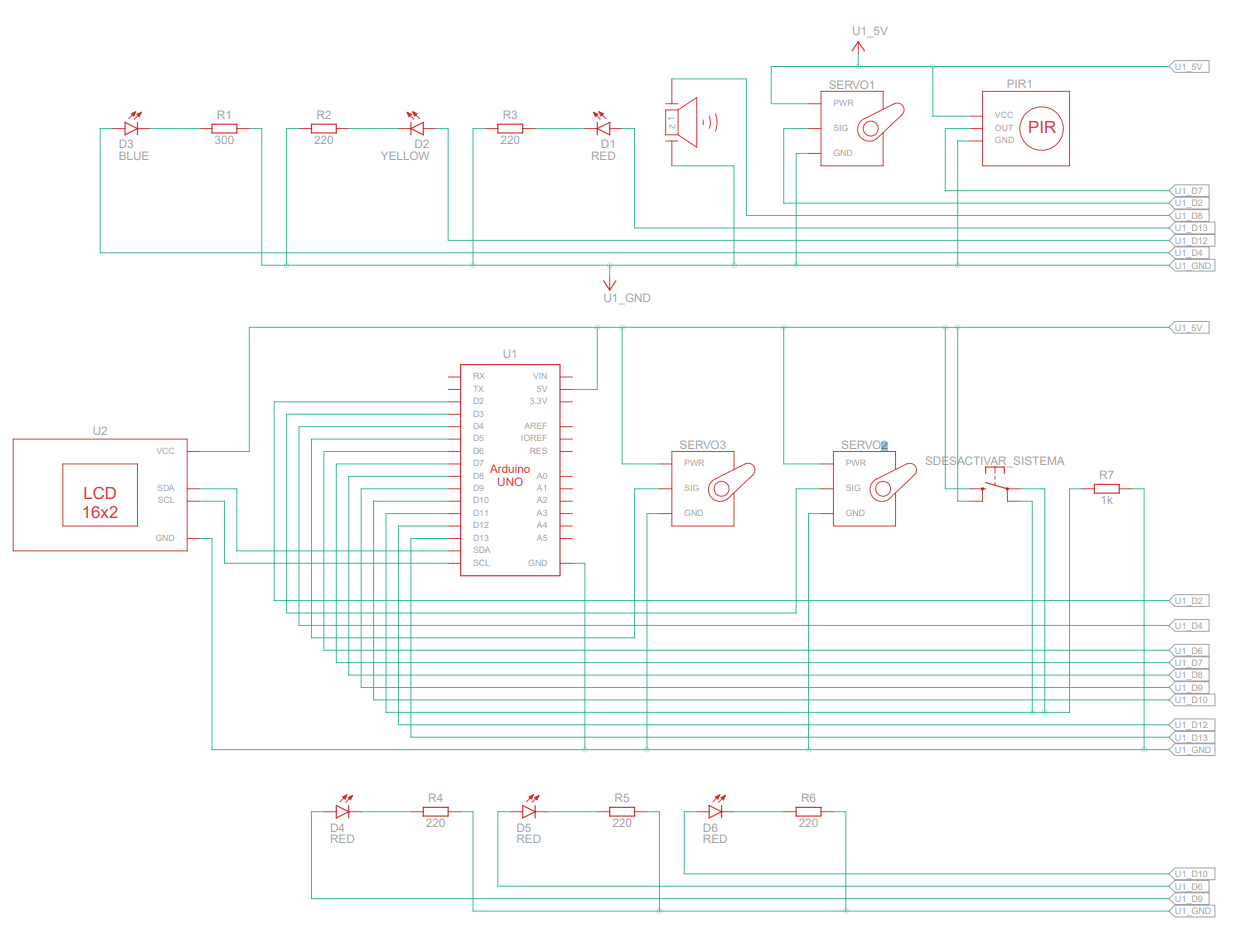 U1_5V
U1_5V
SERVO1
PWR
SIG
GND
PIR1
VCC
OUT
GND
PIR
R1
300
R2
220
R3
220
D3
BLUE
D2
YELLOW
D1
RED
1 2
U1_D7
U1_D2
U1_D8
U1_D13
U1_D12
U1_D4
U1_GND
U1_GND
U1_5V
U1
RX
TX
D2
D3
D4
D5
D6
D7
D8
D9
D10
D11
D12
D13
SDA
SCL
Arduino
UNO
VIN
5V
3.3V
AREF
IOREF
RES
A0
A1
A2
A3
A4
A5
GND
U2
VCC
SDA
SCL
GND
LCD
16x2
SERVO3
PWR
SIG
GND
SERVO2
PWR
SIG
GND
SDESACTIVAR_SISTEMA
R7
1k
U1_D2
U1_D4
U1_D6
U1_D7
U1_D8
U1_D9
U1_D10
U1_D12
U1_D13
U1_GND
R4
220
R5
220
R6
220
D4
RED
D5
RED
D6
RED
U1_D10
U1_D6
U1_D9
U1_GND